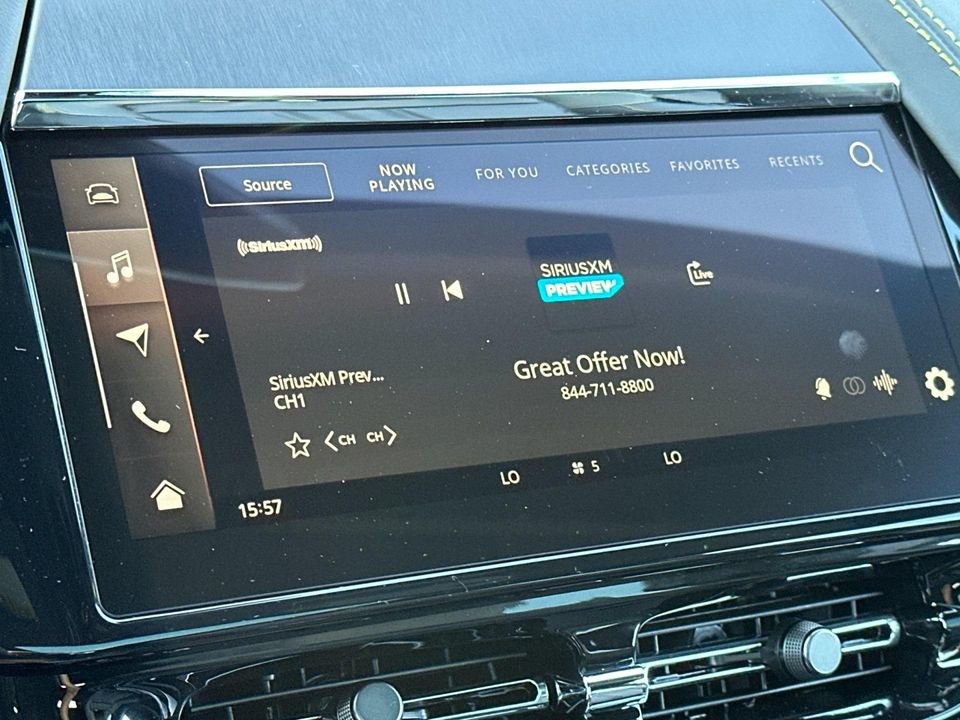 Source
NOW
PLAYING
FOR YOU
CATEGORIES
FAVORITES
RECENTS
((SiriusXM))
SIRIUSXM
PREVIEW
Live
Great Offer Now!
844-711-8800
SiriusXM Prev...
CH1
CH
CH
15:57
LO
5
LO